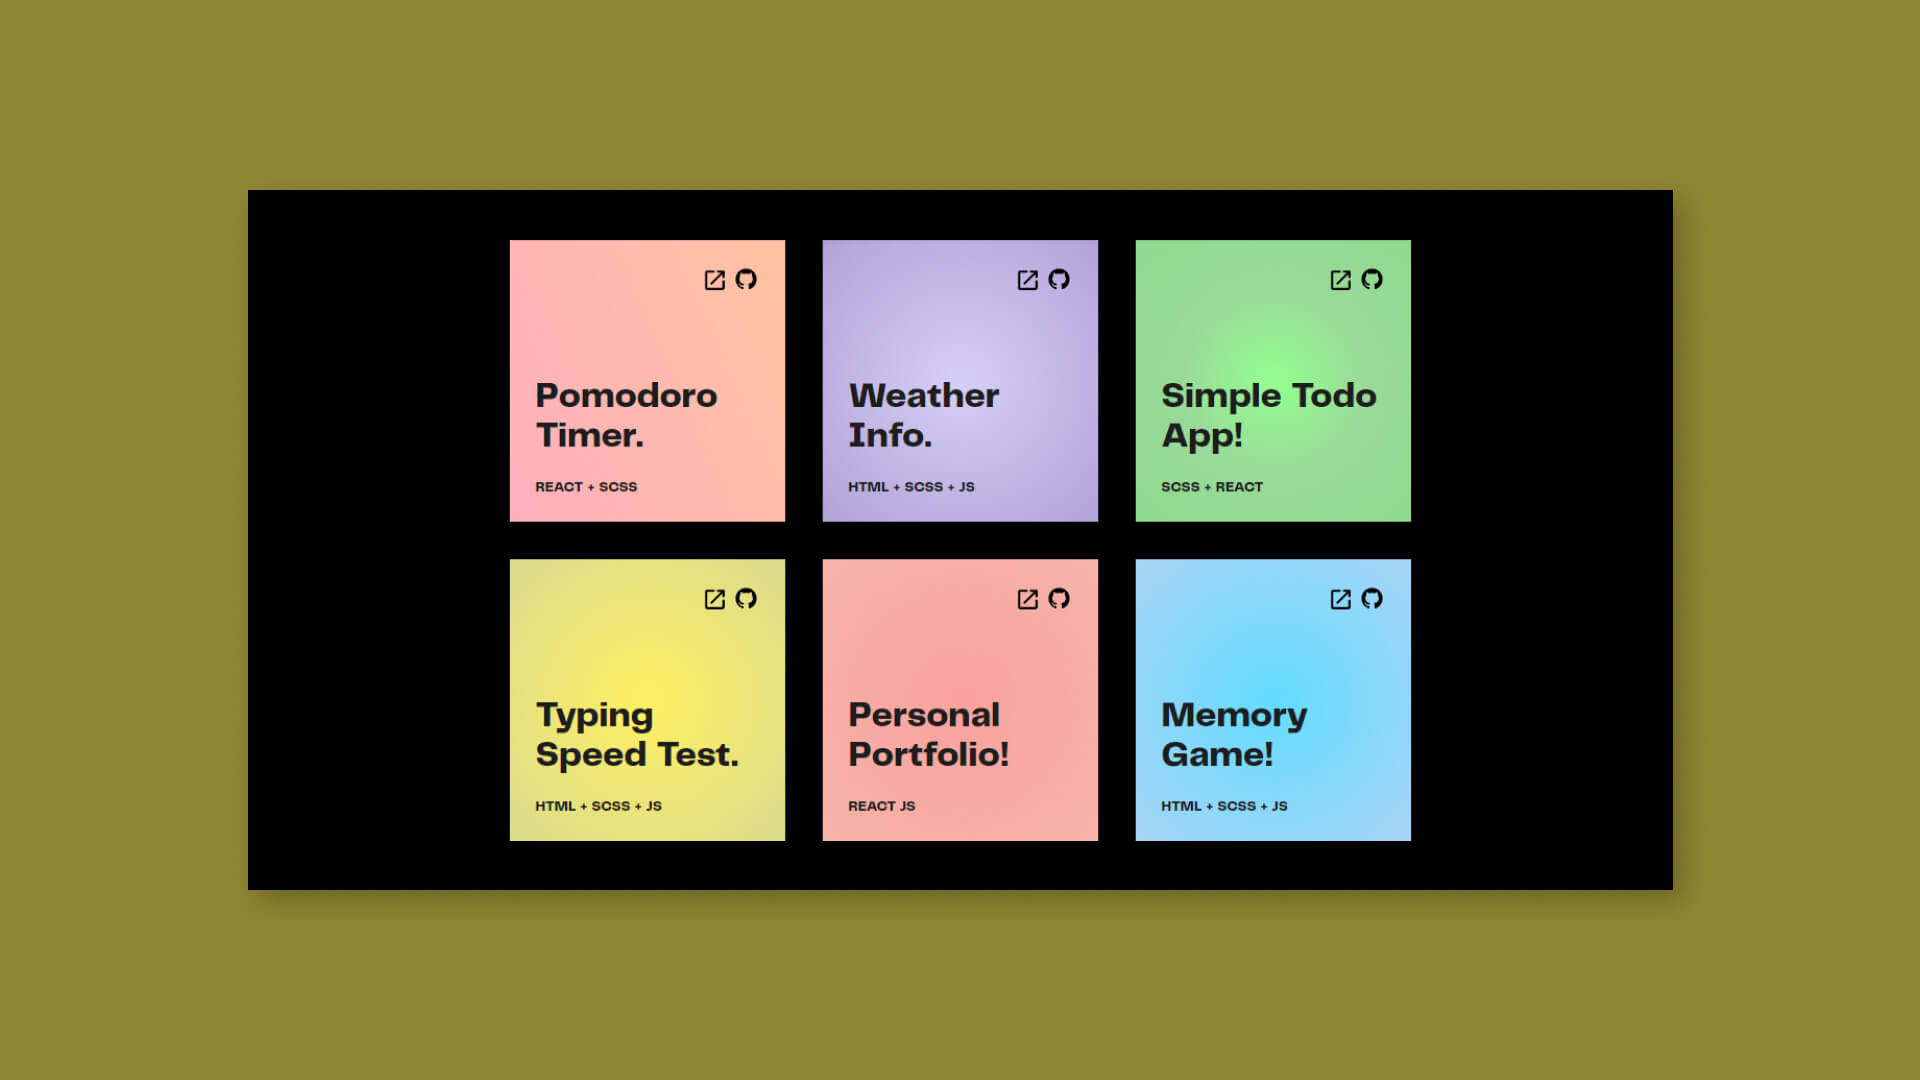 Pomodoro
Timer.
REACT + SCSS
Weather
Info.
HTML + SCSS + JS
Simple Todo
App!
SCSS + REACT
Typing
Speed Test.
HTML + SCSS + JS
Personal
Portfolio!
REACT JS
Memory
Game!
HTML + SCSS + JS